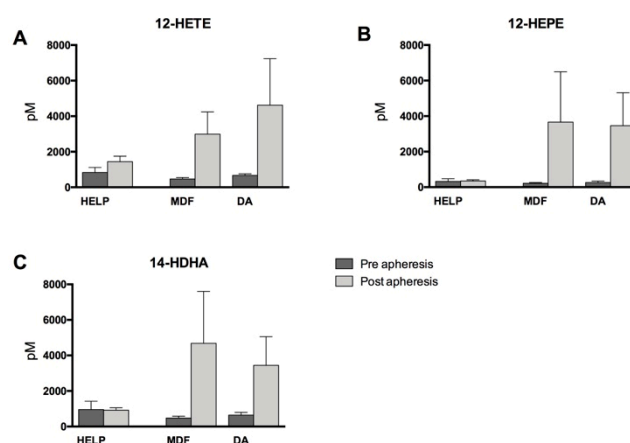 A
12-HETE
8000
6000
4000
2000
0
pM
HELP
MDF
DA
B
12-HEPE
8000
6000
4000
2000
0
pM
HELP
MDF
DA
C
14-HDHA
8000
6000
4000
2000
0
pM
HELP
MDF
DA
Pre apheresis
Post apheresis